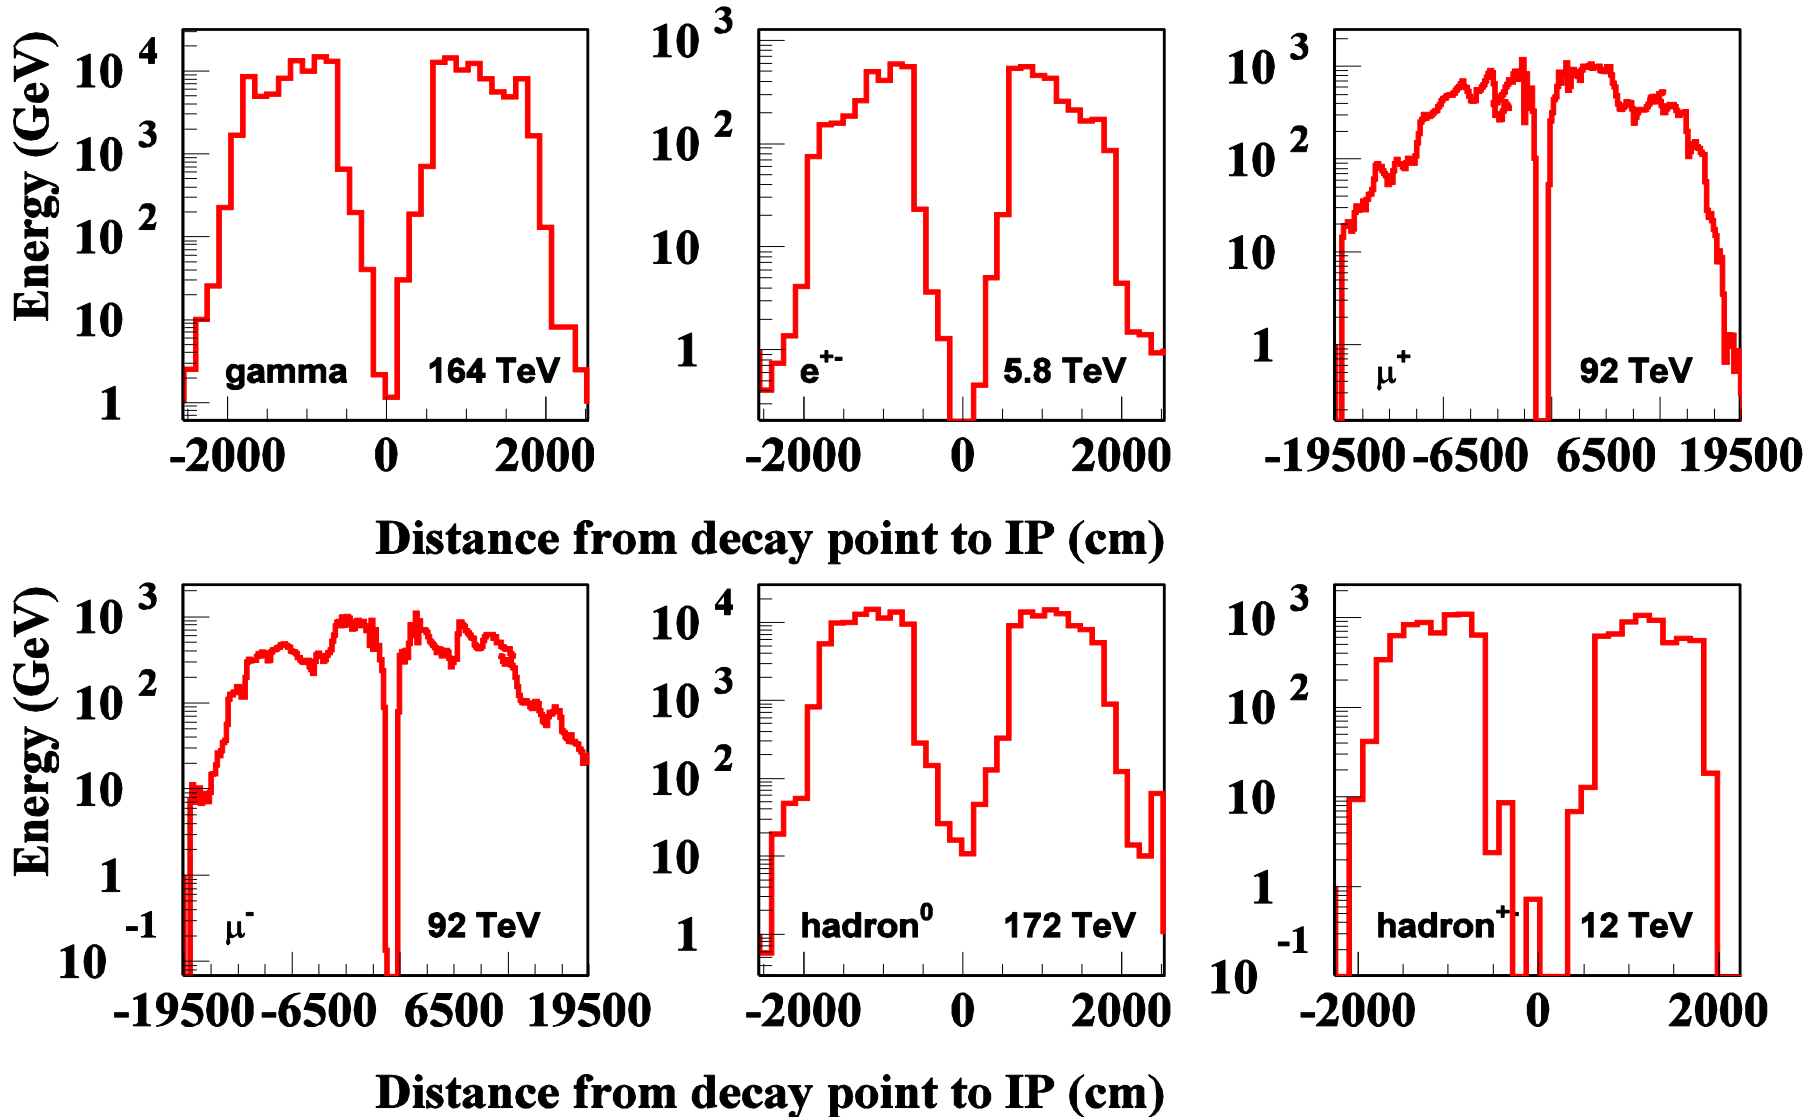 Energy (GeV)
10^4
10^3
10^2
10
1
gamma 164 TeV
-2000 0 2000
10^3
10^2
10
1
e^+- 5.8 TeV
-2000 0 2000
10^3
10^2
10
1
μ^+ 92 TeV
-19500 -6500 6500 19500
Distance from decay point to IP (cm)
Energy (GeV)
10^3
10^2
10
1
10^-1
μ^- 92 TeV
-19500 -6500 6500 19500
10^4
10^3
10^2
10
1
hadron^0 172 TeV
-2000 0 2000
10^3
10^2
10
1
10^-1
hadron^+- 12 TeV
-2000 0 2000
Distance from decay point to IP (cm)